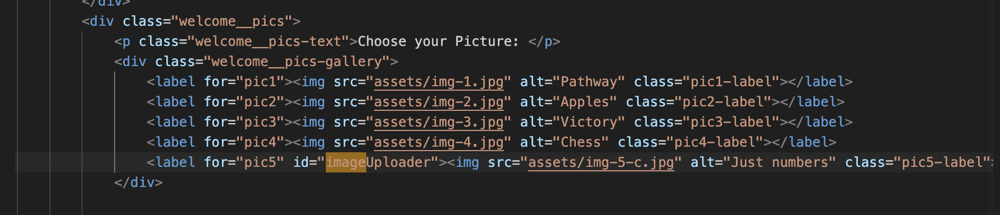 </div>
<div class="welcome__pics">
<p class="welcome__pics-text">Choose your Picture: </p>
<div class="welcome__pics-gallery">
<label for="pic1"><img src="assets/img-1.jpg" alt="Pathway" class="pic1-label"></label>
<label for="pic2"><img src="assets/img-2.jpg" alt="Apples" class="pic2-label"></label>
<label for="pic3"><img src="assets/img-3.jpg" alt="Victory" class="pic3-label"></label>
<label for="pic4"><img src="assets/img-4.jpg" alt="Chess" class="pic4-label"></label>
<label for="pic5" id="imageUploader"><img src="assets/img-5-c.jpg" alt="Just numbers" class="pic5-label">
</div>